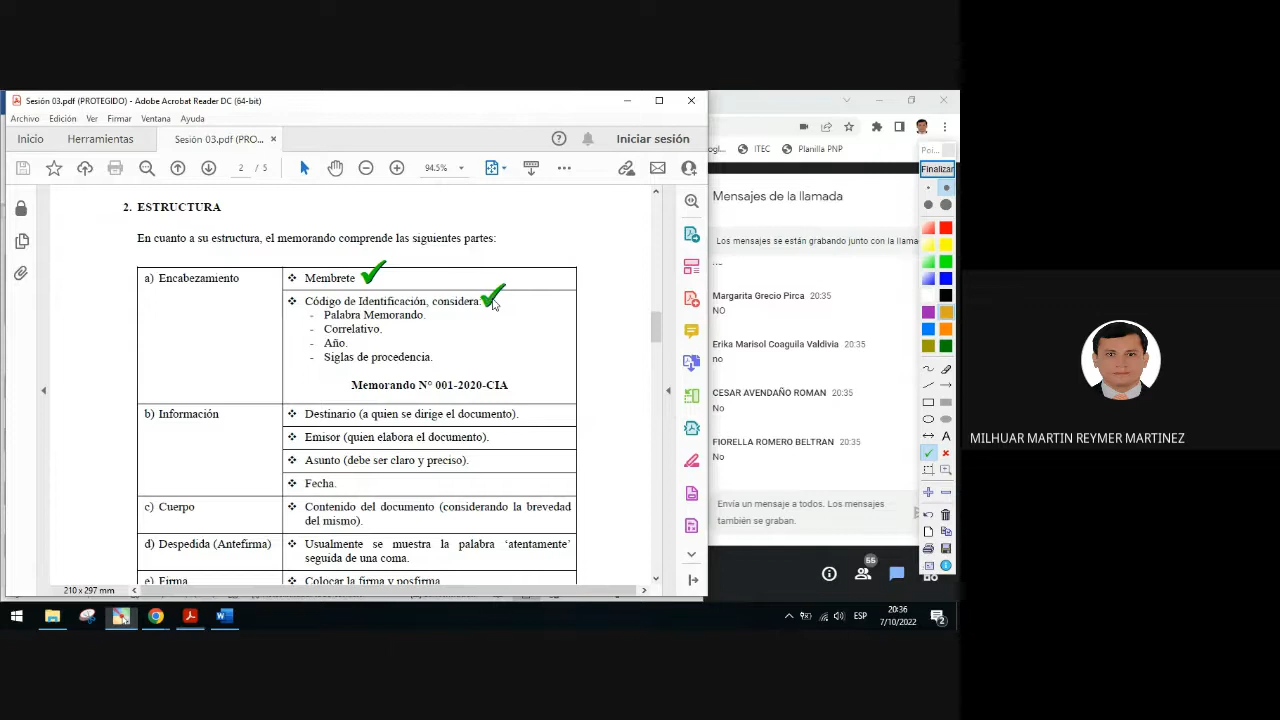 Sesión 03.pdf (PROTEGIDO) - Adobe Acrobat Reader DC (64-bit)
Archivo Edición Ver Firmar Ventana Ayuda
Inicio Herramientas Sesión 03.pdf (PRO... × Iniciar sesión
2 / 5 94.5%
2. ESTRUCTURA
En cuanto a su estructura, el memorando comprende las siguientes partes:
a) Encabezamiento
❖ Membrete
❖ Código de Identificación, considera:
- Palabra Memorando.
- Correlativo.
- Año.
- Siglas de procedencia.
Memorando N° 001-2020-CIA
b) Información
❖ Destinario (a quien se dirige el documento).
❖ Emisor (quien elabora el documento).
❖ Asunto (debe ser claro y preciso).
❖ Fecha.
c) Cuerpo
❖ Contenido del documento (considerando la brevedad
del mismo).
d) Despedida (Antefirma)
❖ Usualmente se muestra la palabra ‘atentamente’
seguida de una coma.
e) Firma
❖ Colocar la firma y posfirma
210 x 297 mm
ITEC Planilla PNP
Mensajes de la llamada
Los mensajes se están grabando junto con la llama
...
Margarita Grecio Pirca 20:35
NO
Erika Marisol Coaguila Valdivia 20:35
no
CESAR AVENDAÑO ROMAN 20:35
No
FIORELLA ROMERO BELTRAN 20:35
No
Envía un mensaje a todos. Los mensajes
también se graban.
55
Poi...
Finalizar
A
MILHUAR MARTIN REYMER MARTINEZ
ESP
20:36
7/10/2022
2